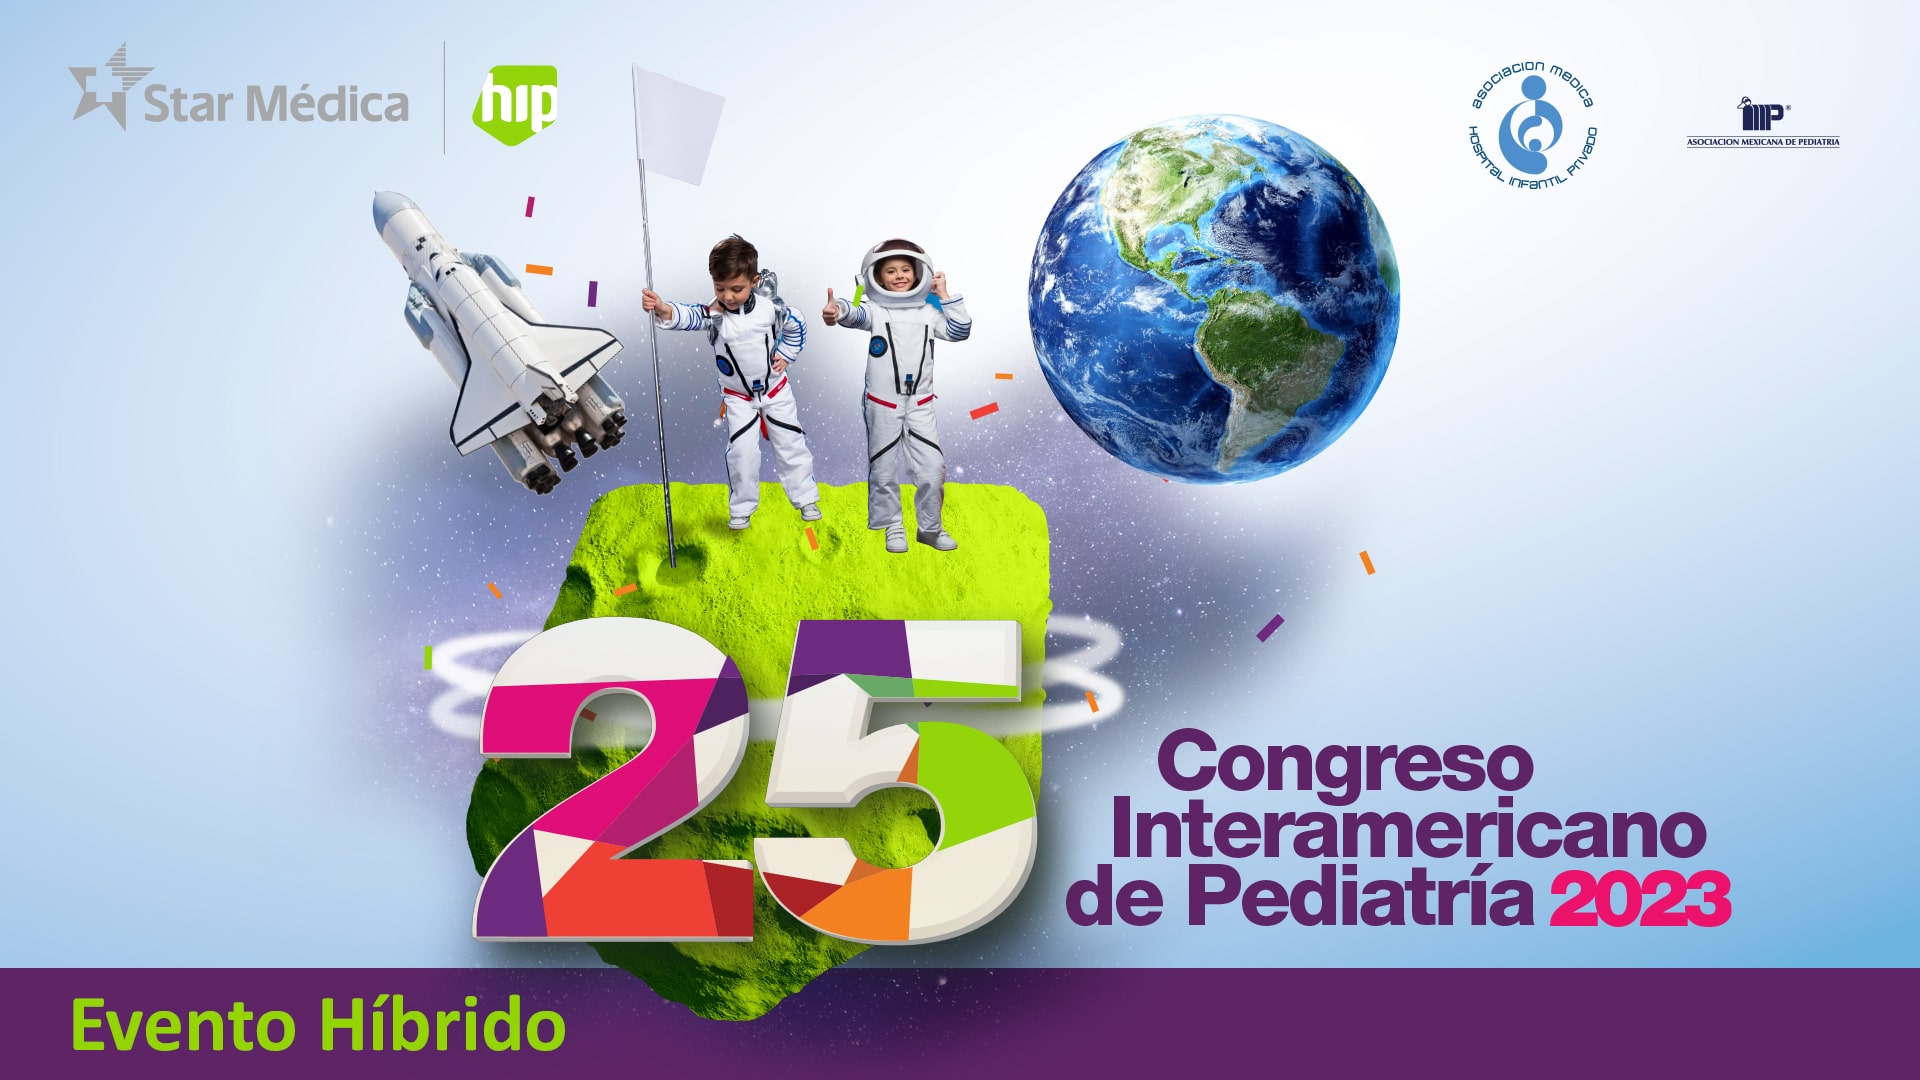 Star Médica
hip
ASOCIACION MEDICA
HOSPITAL INFANTIL PRIVADO
AMP®
ASOCIACION MEXICANA DE PEDIATRIA
25
Congreso
Interamericano
de Pediatría 2023
Evento Híbrido